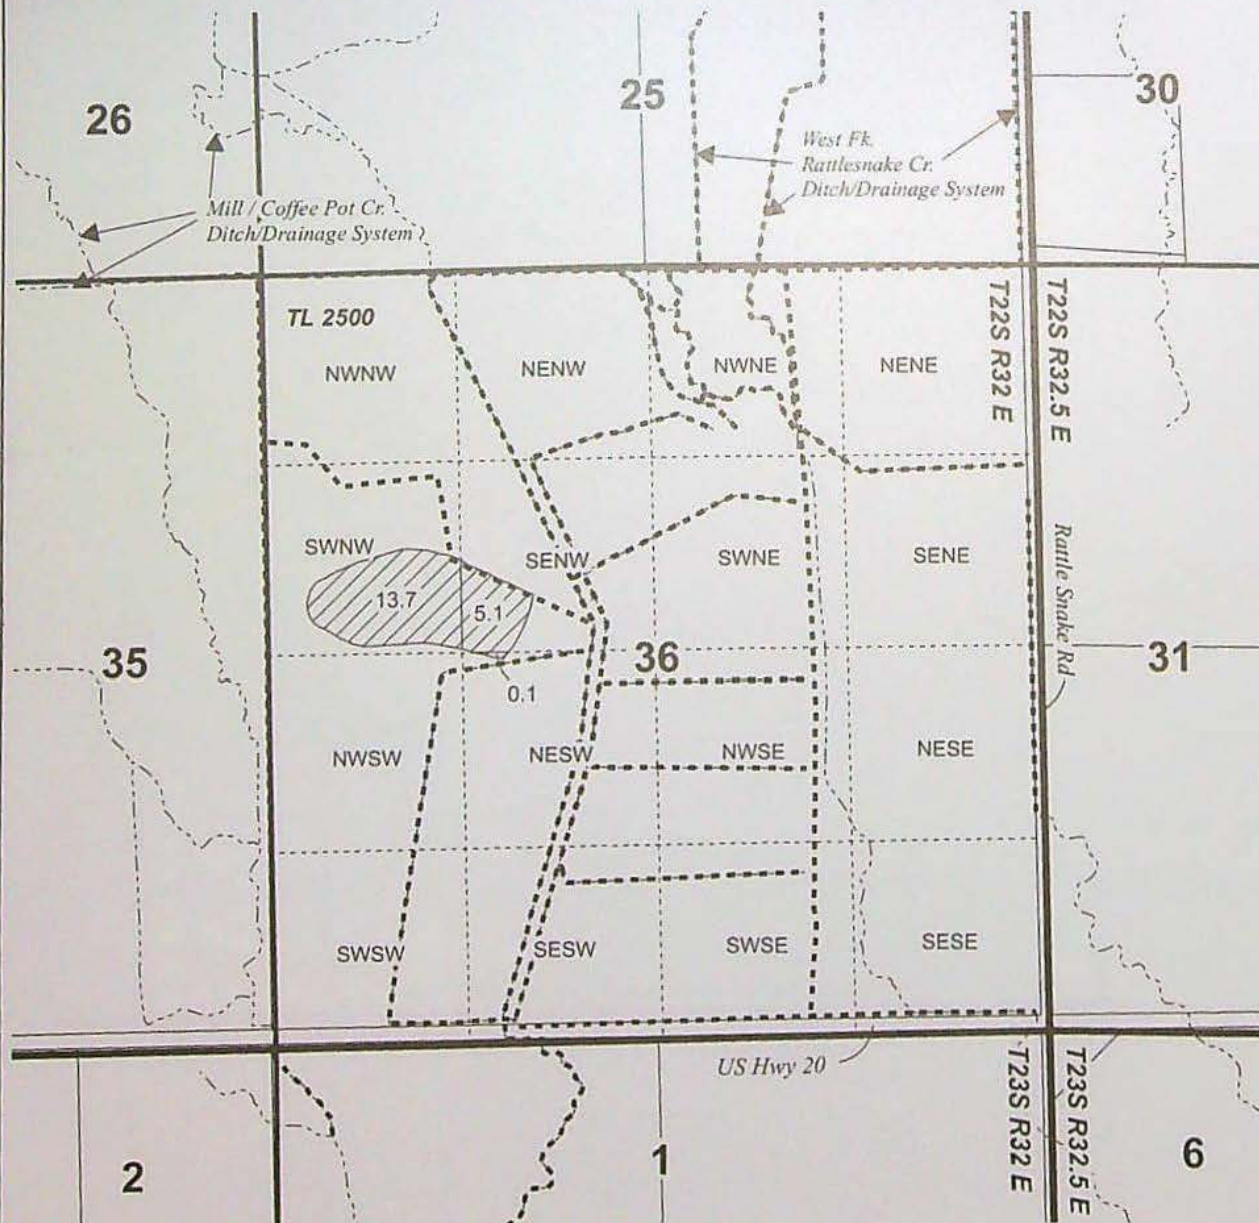 26
25
30
West Fk.
Rattlesnake Cr.
Ditch/Drainage System
Mill / Coffee Pot Cr.
Ditch/Drainage System
TL 2500
T22S R32 E
T22S R32.5 E
NWNW
NENW
NWNE
NENE
SWNW
SENW
SWNE
SENE
Rattle Snake Rd
13.7
5.1
35
36
31
0.1
NWSW
NESW
NWSE
NESE
SWSW
SESW
SWSE
SESE
US Hwy 20
T23S R32 E
T23S R32.5 E
2
1
6